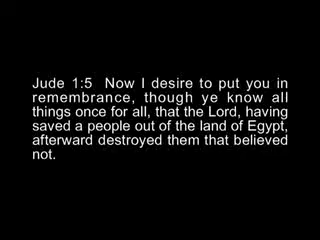 Jude 1:5  Now I desire to put you in
remembrance, though ye know all
things once for all, that the Lord, having
saved a people out of the land of Egypt,
afterward destroyed them that believed
not.